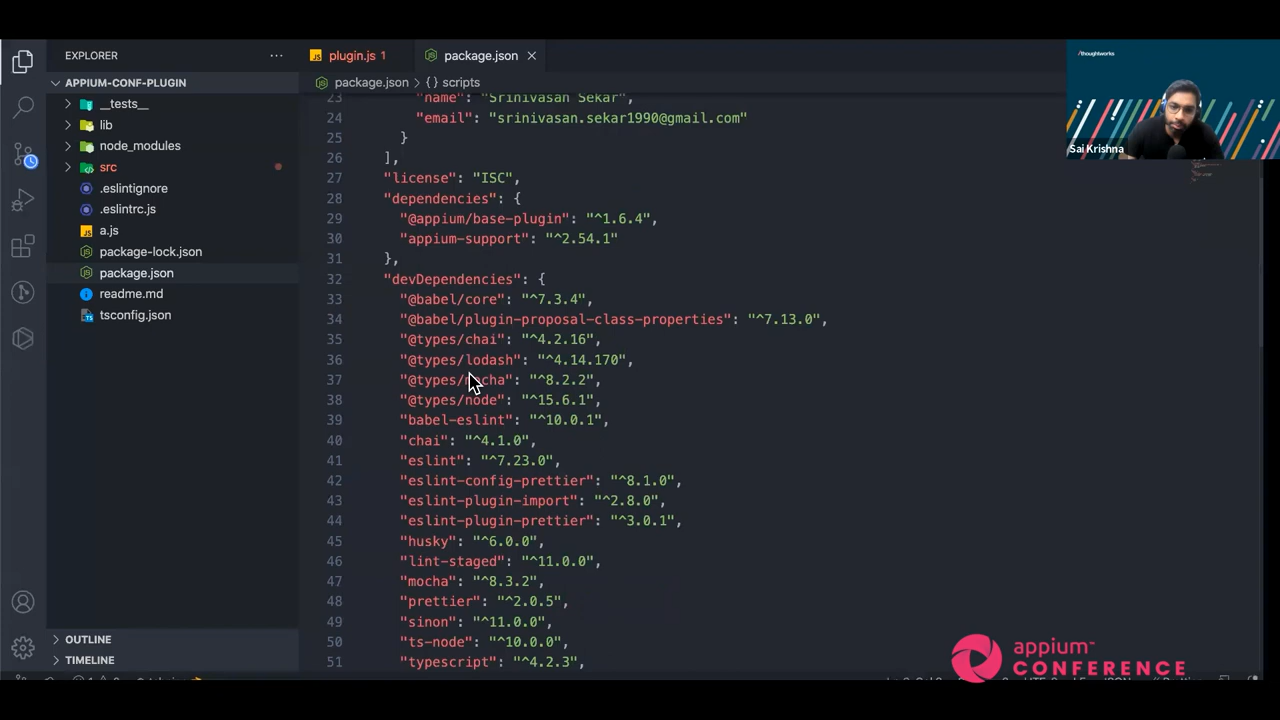 EXPLORER
plugin.js 1
package.json
APPIUM-CONF-PLUGIN
package.json > {} scripts
__tests__
lib
node_modules
src
.eslintignore
.eslintrc.js
a.js
package-lock.json
package.json
readme.md
tsconfig.json
OUTLINE
TIMELINE
23 "name": "Srinivasan Sekar",
24 "email": "srinivasan.sekar1990@gmail.com"
25 }
26 ],
27 "license": "ISC",
28 "dependencies": {
29 "@appium/base-plugin": "^1.6.4",
30 "appium-support": "^2.54.1"
31 },
32 "devDependencies": {
33 "@babel/core": "^7.3.4",
34 "@babel/plugin-proposal-class-properties": "^7.13.0",
35 "@types/chai": "^4.2.16",
36 "@types/lodash": "^4.14.170",
37 "@types/mocha": "^8.2.2",
38 "@types/node": "^15.6.1",
39 "babel-eslint": "^10.0.1",
40 "chai": "^4.1.0",
41 "eslint": "^7.23.0",
42 "eslint-config-prettier": "^8.1.0",
43 "eslint-plugin-import": "^2.8.0",
44 "eslint-plugin-prettier": "^3.0.1",
45 "husky": "^6.0.0",
46 "lint-staged": "^11.0.0",
47 "mocha": "^8.3.2",
48 "prettier": "^2.0.5",
49 "sinon": "^11.0.0",
50 "ts-node": "^10.0.0",
51 "typescript": "^4.2.3",
/thoughtworks
Sai Krishna
appium™
CONFERENCE